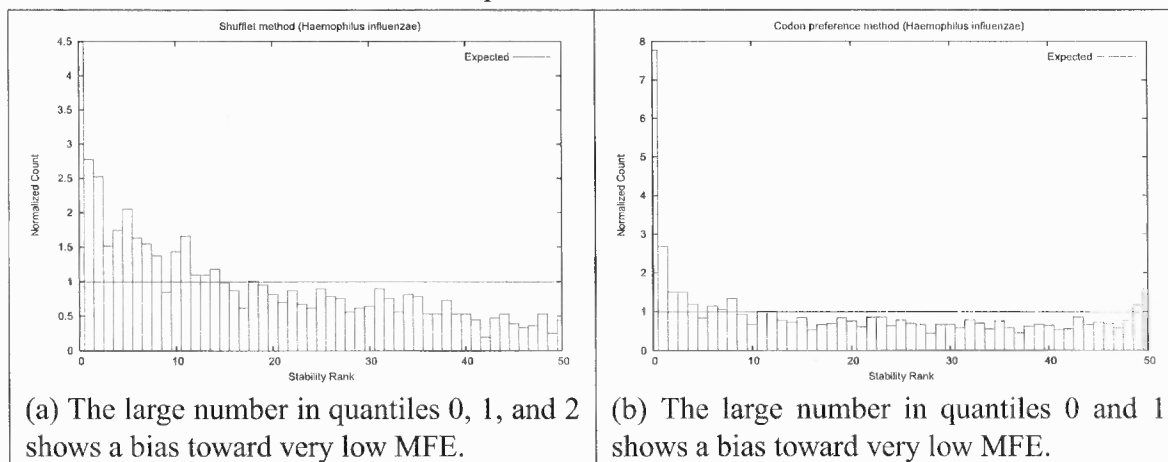 Shufflet method (Haemophilus influenzae)
4.5
4
3.5
3
2.5
2
1.5
1
0.5
0
Normalized Count
Expected
0
10
20
30
40
50
Stability Rank
(a) The large number in quantiles 0, 1, and 2
shows a bias toward very low MFE.
Codon preference method (Haemophilus influenzae)
8
7
6
5
4
3
2
1
0
Normalized Count
Expected
0
10
20
30
40
50
Stability Rank
(b) The large number in quantiles 0 and 1
shows a bias toward very low MFE.